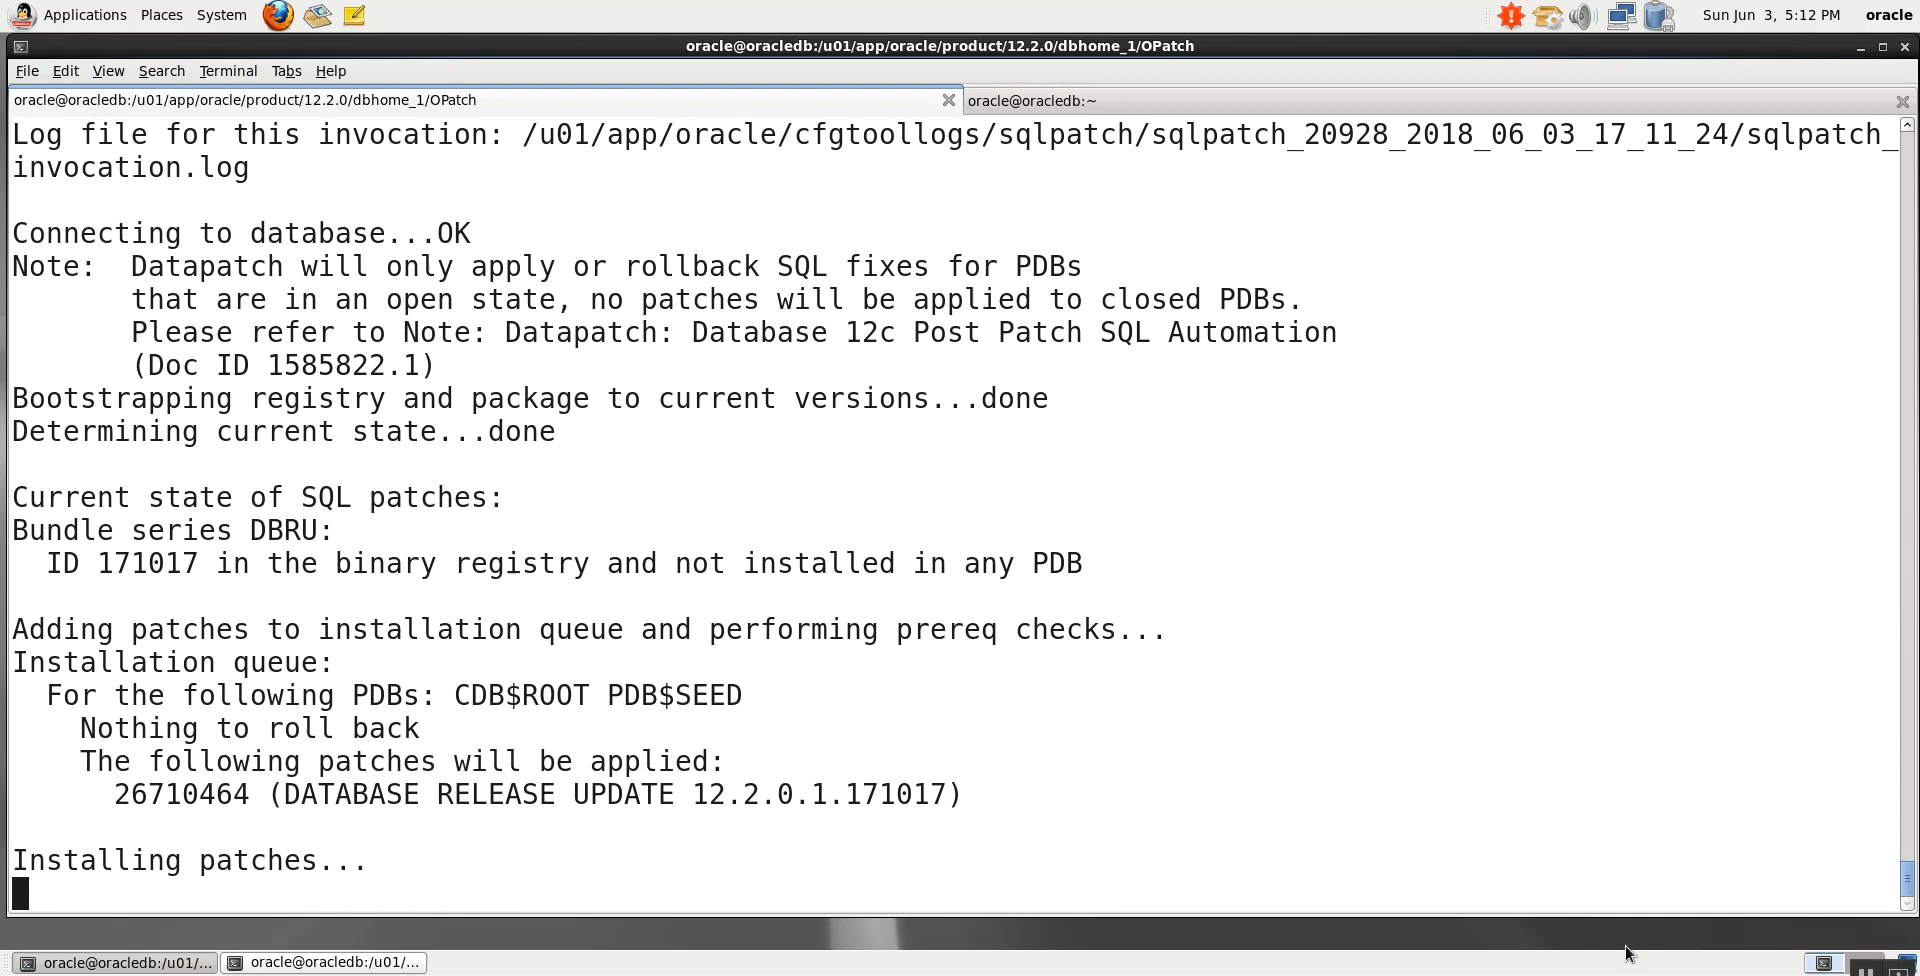 Applications Places System
Sun Jun 3, 5:12 PM oracle
oracle@oracledb:/u01/app/oracle/product/12.2.0/dbhome_1/OPatch
File Edit View Search Terminal Tabs Help
oracle@oracledb:/u01/app/oracle/product/12.2.0/dbhome_1/OPatch
oracle@oracledb:~
Log file for this invocation: /u01/app/oracle/cfgtoollogs/sqlpatch/sqlpatch_20928_2018_06_03_17_11_24/sqlpatch_
invocation.log
Connecting to database...OK
Note:  Datapatch will only apply or rollback SQL fixes for PDBs
       that are in an open state, no patches will be applied to closed PDBs.
       Please refer to Note: Datapatch: Database 12c Post Patch SQL Automation
       (Doc ID 1585822.1)
Bootstrapping registry and package to current versions...done
Determining current state...done
Current state of SQL patches:
Bundle series DBRU:
  ID 171017 in the binary registry and not installed in any PDB
Adding patches to installation queue and performing prereq checks...
Installation queue:
  For the following PDBs: CDB$ROOT PDB$SEED
    Nothing to roll back
    The following patches will be applied:
      26710464 (DATABASE RELEASE UPDATE 12.2.0.1.171017)
Installing patches...
oracle@oracledb:/u01/...
oracle@oracledb:/u01/...